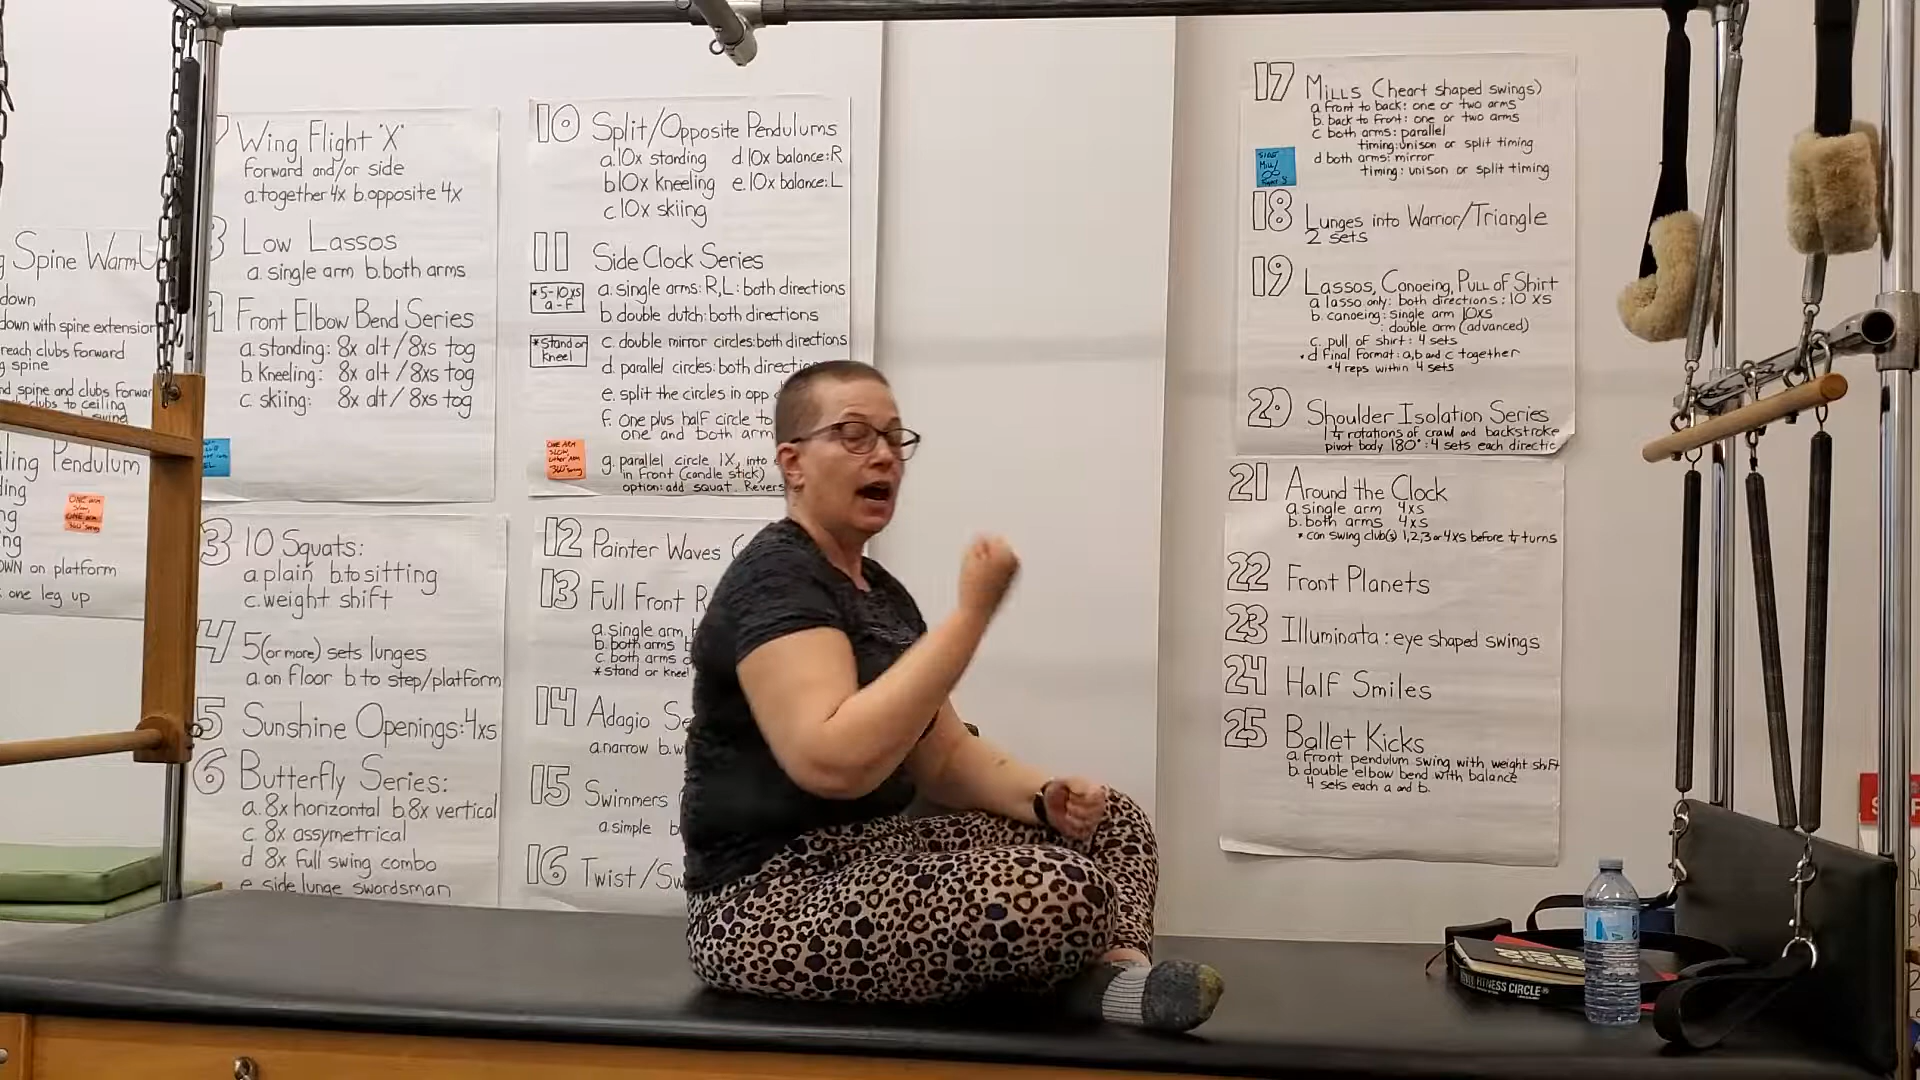 g Spine Warm-U
down
down with spine extension
reach clubs forward
g spine
nd spine and clubs forwar
clubs to ceiling
swing
iling Pendulum
ding
ng
ing
OWN on platform
one leg up
7 Wing Flight "X"
forward and/or side
a. together 4x b. opposite 4x
8 Low Lassos
a. single arm b. both arms
9 Front Elbow Bend Series
a. standing: 8x alt / 8xs tog
b. kneeling: 8x alt / 8xs tog
c. skiing: 8x alt / 8xs tog
3 10 Squats:
a. plain b. to sitting
c. weight shift
4 5 (or more) sets lunges
a. on floor b. to step/platform
5 Sunshine Openings: 4xs
6 Butterfly Series:
a. 8x horizontal b. 8x vertical
c. 8x assymetrical
d 8x full swing combo
e. side lunge swordsman
10 Split/Opposite Pendulums
a. 10x standing d. 10x balance: R
b. 10x kneeling e. 10x balance: L
c. 10x skiing
11 Side Clock Series
*5-10xs
a-f
a. single arms: R, L: both directions
b. double dutch: both directions
*Stand or
Kneel
c. double mirror circles: both directions
d. parallel circles: both direction
e. split the circles in opp
f. one plus half circle to
one and both arm
ONE ARM
SLOW
g. parallel circle 1X, into
in front (candle stick)
option: add squat. Revers
12 Painter Waves (
13 Full Front R
a. single arm,
b. both arms
c. both arms
*stand or kneel
14 Adagio Se
a. narrow b. w
15 Swimmers
a. simple b
16 Twist/Sw
17 Mills (heart shaped swings)
a front to back: one or two arms
b. back to front: one or two arms
c both arms: parallel
timing: unison or split timing
d both arms: mirror
timing: unison or split timing
SIDE
Mill/
18 Lunges into Warrior/Triangle
2 sets
19 Lassos, Canoeing, Pull of Shirt
a lasso only: both directions: 10 xs
b. canoeing: single arm 10xs
: double arm (advanced)
c. pull of shirt: 4 sets
*d final format: a, b and c together
*4 reps within 4 sets
20 Shoulder Isolation Series
1/4 rotations of crawl and backstroke
pivot body 180°: 4 sets each directic
21 Around the Clock
a. single arm 4xs
b. both arms 4xs
*can swing club(s) 1,2,3 or 4xs before 1/4 turns
22 Front Planets
23 Illuminata: eye shaped swings
24 Half Smiles
25 Ballet Kicks
a. front pendulum swing with weight shift
b. double elbow bend with balance
4 sets each a and b.
FITNESS CIRCLE®